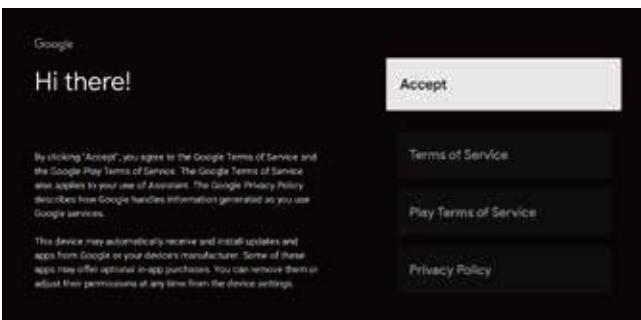 Google
Hi there!
By clicking "Accept", you agree to the Google Terms of Service and
the Google Play Terms of Service. The Google Terms of Service
also applies to your use of Assistant. The Google Privacy Policy
describes how Google handles information generated as you use
Google services.
This device may automatically receive and install updates and
apps from Google or your device's manufacturer. Some of these
apps may offer optional in-app purchases. You can remove them or
adjust their permissions at any time from the device settings.
Accept
Terms of Service
Play Terms of Service
Privacy Policy